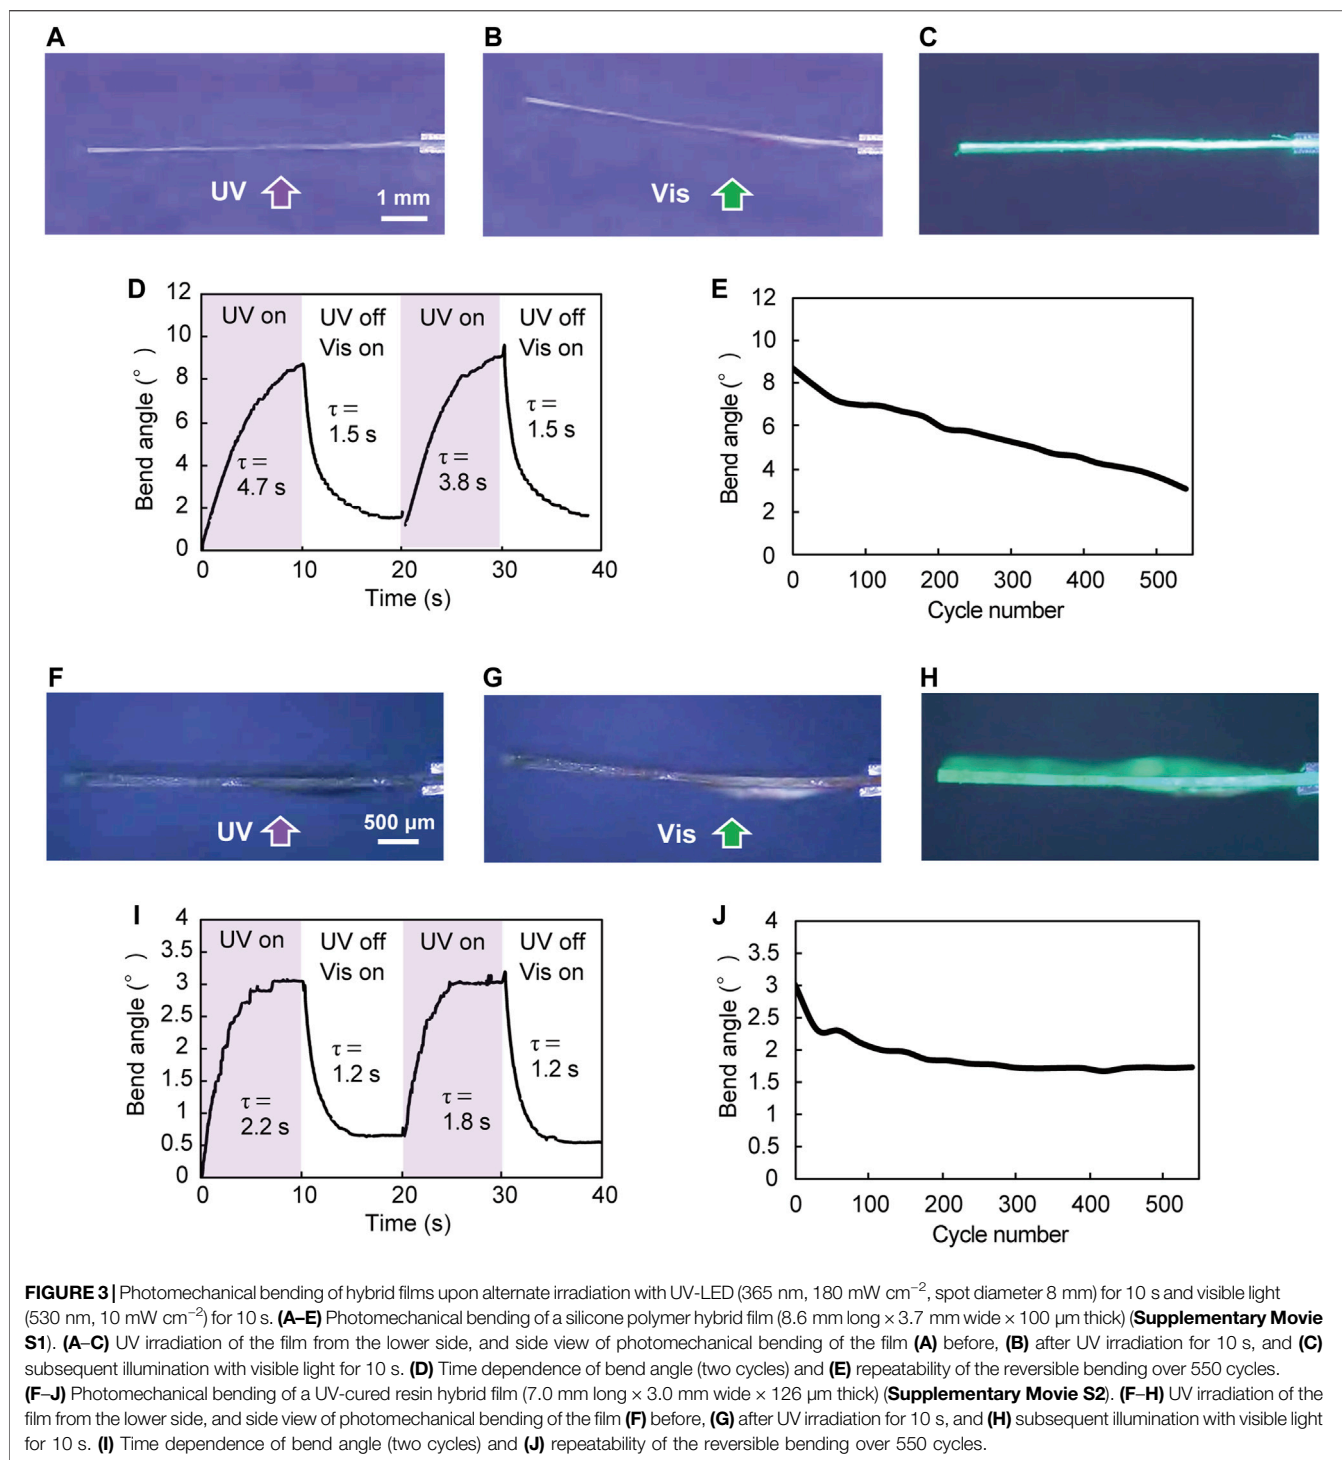 A
B
C
UV
1 mm
Vis
D
E
12
10
8
6
4
2
0
Bend angle (°)
UV on
UV off
Vis on
UV on
UV off
Vis on
τ =
4.7 s
τ =
1.5 s
τ =
3.8 s
τ =
1.5 s
0
10
20
30
40
Time (s)
12
10
8
6
4
2
0
Bend angle (°)
0
100
200
300
400
500
Cycle number
F
G
H
UV
500 µm
Vis
I
J
4
3.5
3
2.5
2
1.5
1
0.5
0
Bend angle (°)
UV on
UV off
Vis on
UV on
UV off
Vis on
τ =
2.2 s
τ =
1.2 s
τ =
1.8 s
τ =
1.2 s
0
10
20
30
40
Time (s)
4
3.5
3
2.5
2
1.5
1
0.5
0
Bend angle (°)
0
100
200
300
400
500
Cycle number
FIGURE 3 | Photomechanical bending of hybrid films upon alternate irradiation with UV-LED (365 nm, 180 mW cm⁻², spot diameter 8 mm) for 10 s and visible light
(530 nm, 10 mW cm⁻²) for 10 s. (A–E) Photomechanical bending of a silicone polymer hybrid film (8.6 mm long × 3.7 mm wide × 100 µm thick) (Supplementary Movie
S1). (A–C) UV irradiation of the film from the lower side, and side view of photomechanical bending of the film (A) before, (B) after UV irradiation for 10 s, and (C)
subsequent illumination with visible light for 10 s. (D) Time dependence of bend angle (two cycles) and (E) repeatability of the reversible bending over 550 cycles.
(F–J) Photomechanical bending of a UV-cured resin hybrid film (7.0 mm long × 3.0 mm wide × 126 µm thick) (Supplementary Movie S2). (F–H) UV irradiation of the
film from the lower side, and side view of photomechanical bending of the film (F) before, (G) after UV irradiation for 10 s, and (H) subsequent illumination with visible light
for 10 s. (I) Time dependence of bend angle (two cycles) and (J) repeatability of the reversible bending over 550 cycles.